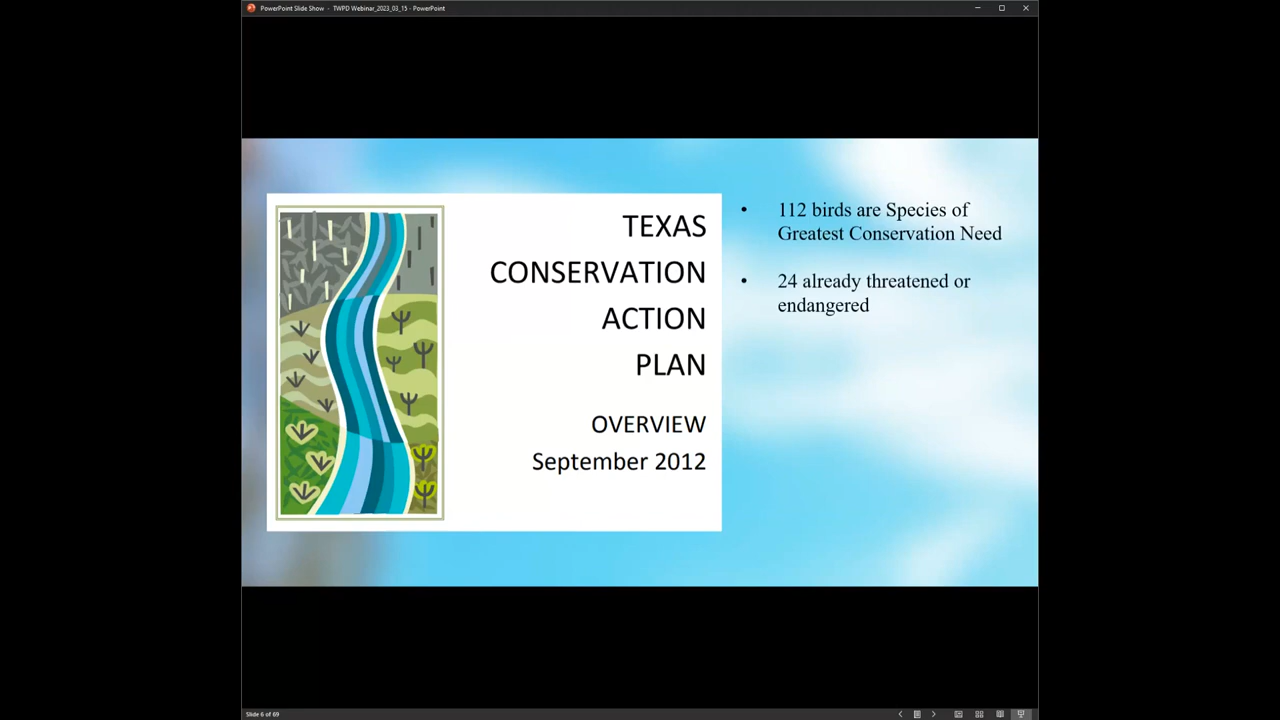 PowerPoint Slide Show - TWPD Webinar_2023_03_15 - PowerPoint
TEXAS
CONSERVATION
ACTION
PLAN
OVERVIEW
September 2012
• 112 birds are Species of
Greatest Conservation Need
• 24 already threatened or
endangered
Slide 6 of 69